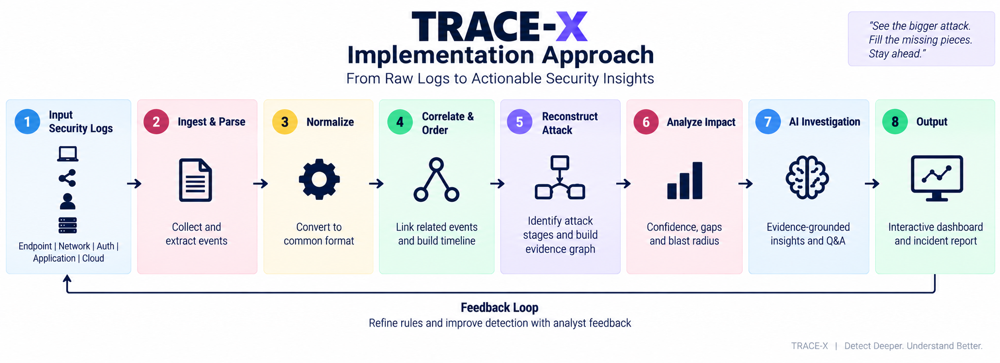 TRACE-X
Implementation Approach
From Raw Logs to Actionable Security Insights
“See the bigger attack.
Fill the missing pieces.
Stay ahead.”
1
Input
Security Logs
Endpoint | Network | Auth |
Application | Cloud
2
Ingest & Parse
Collect and
extract events
3
Normalize
Convert to
common format
4
Correlate &
Order
Link related events
and build timeline
5
Reconstruct
Attack
Identify attack
stages and build
evidence graph
6
Analyze Impact
Confidence, gaps
and blast radius
7
AI Investigation
Evidence-grounded
insights and Q&A
8
Output
Interactive dashboard
and incident report
Feedback Loop
Refine rules and improve detection with analyst feedback
TRACE-X | Detect Deeper. Understand Better.